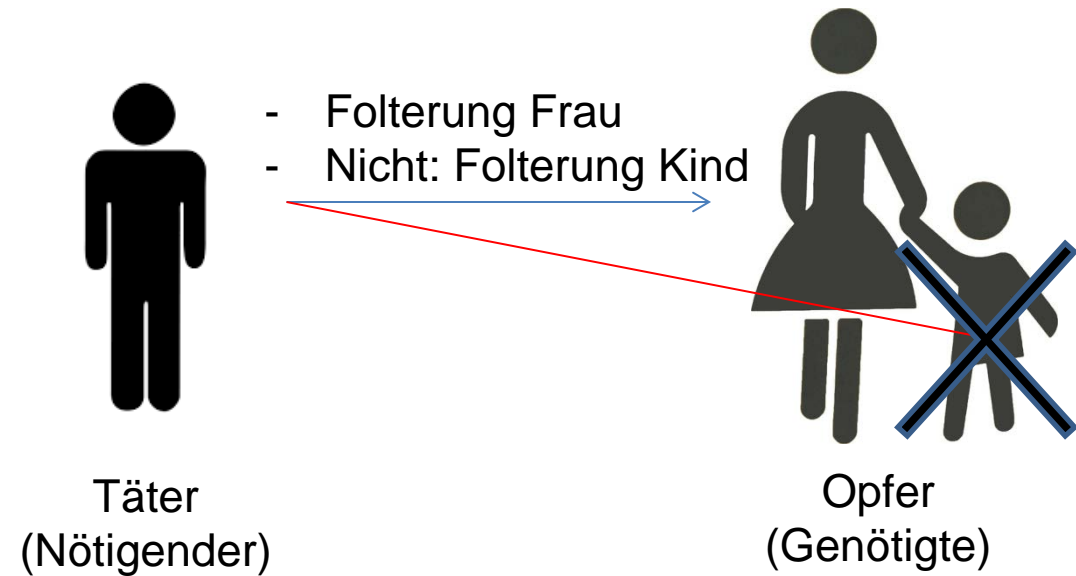 - Folterung Frau
- Nicht: Folterung Kind
Täter
(Nötigender)
Opfer
(Genötigte)